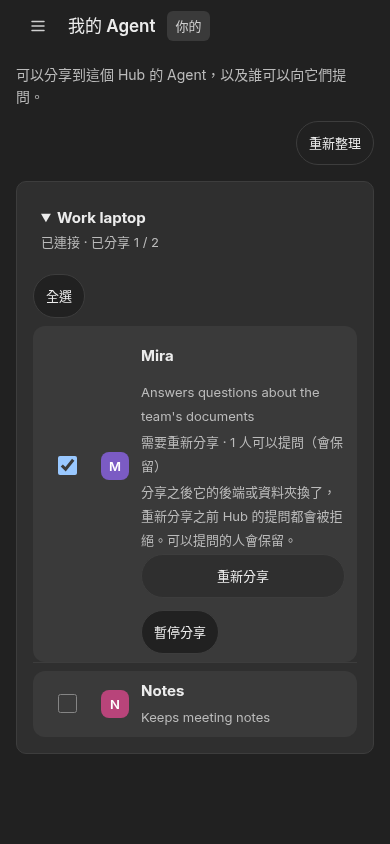 我的 Agent 你的
可以分享到這個 Hub 的 Agent，以及誰可以向它們提
問。
重新整理
▼ Work laptop
已連接 · 已分享 1 / 2
全選
Mira
Answers questions about the
team's documents
M
需要重新分享 · 1 人可以提問（會保
留）
分享之後它的後端或資料夾換了，
重新分享之前 Hub 的提問都會被拒
絕。可以提問的人會保留。
重新分享
暫停分享
N
Notes
Keeps meeting notes